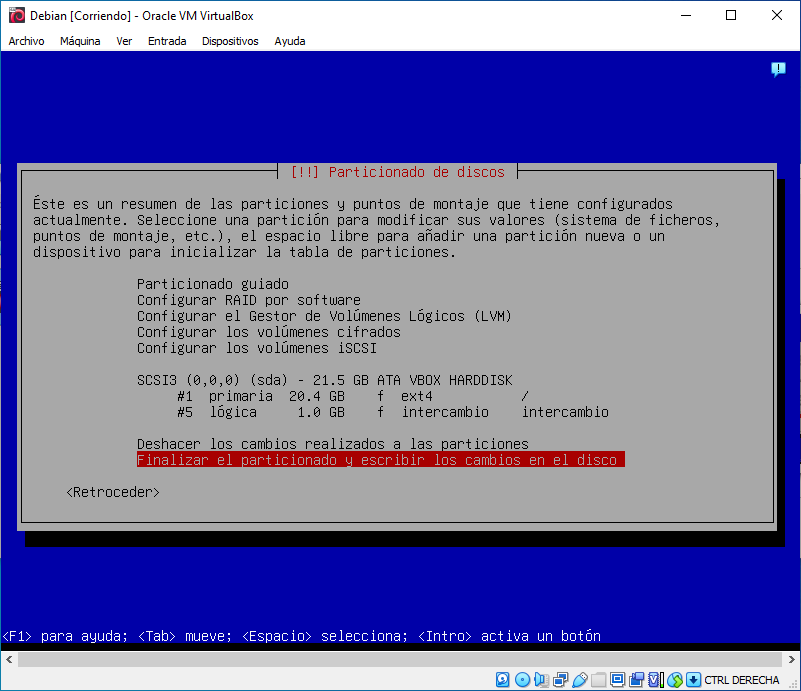 Debian [Corriendo] - Oracle VM VirtualBox
Archivo Máquina Ver Entrada Dispositivos Ayuda
[!!] Particionado de discos
Éste es un resumen de las particiones y puntos de montaje que tiene configurados
actualmente. Seleccione una partición para modificar sus valores (sistema de ficheros,
puntos de montaje, etc.), el espacio libre para añadir una partición nueva o un
dispositivo para inicializar la tabla de particiones.
Particionado guiado
Configurar RAID por software
Configurar el Gestor de Volúmenes Lógicos (LVM)
Configurar los volúmenes cifrados
Configurar los volúmenes iSCSI
SCSI3 (0,0,0) (sda) - 21.5 GB ATA VBOX HARDDISK
#1 primaria 20.4 GB f ext4 /
#5 lógica 1.0 GB f intercambio intercambio
Deshacer los cambios realizados a las particiones
Finalizar el particionado y escribir los cambios en el disco
<Retroceder>
<F1> para ayuda; <Tab> mueve; <Espacio> selecciona; <Intro> activa un botón
CTRL DERECHA